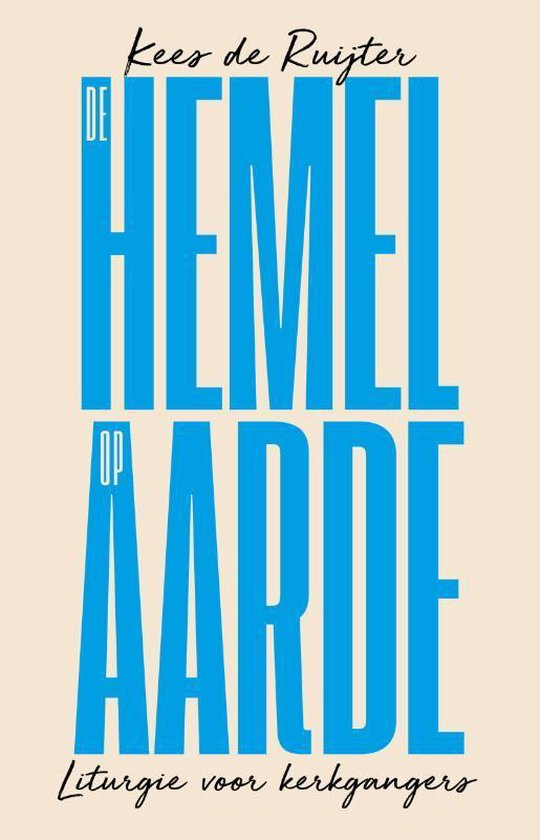 Kees de Ruijter
DE
HEMEL
OP
AARDE
Liturgie voor kerkgangers